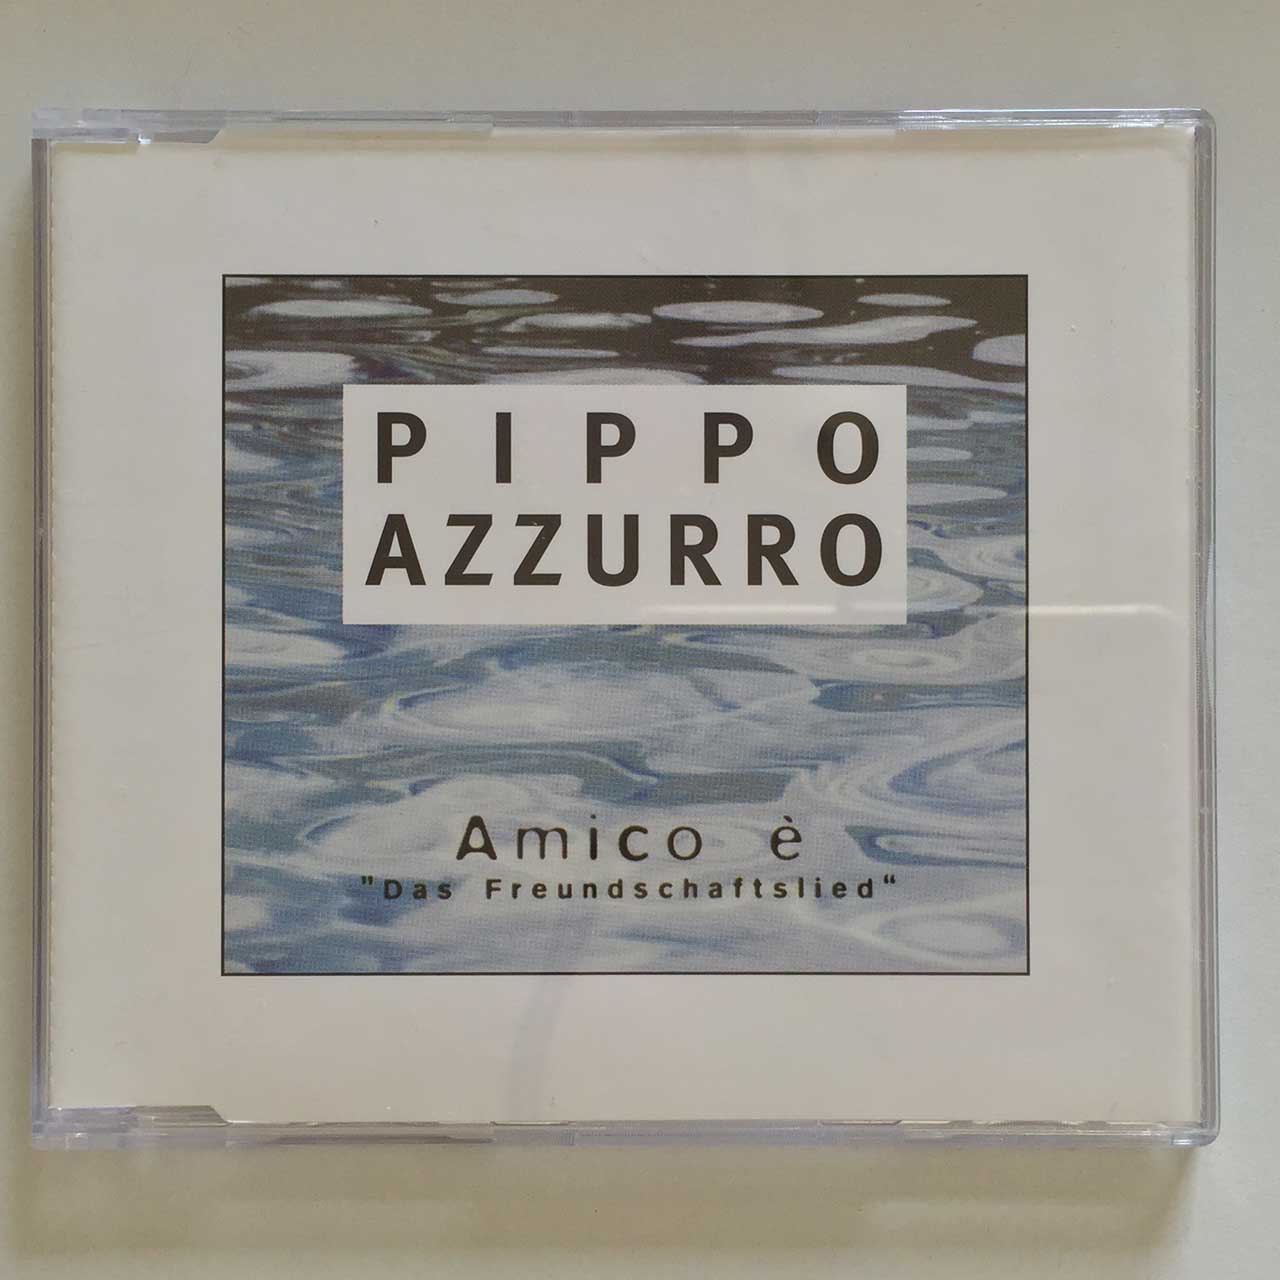 PIPPO
AZZURRO
Amico è
"Das Freundschaftslied“